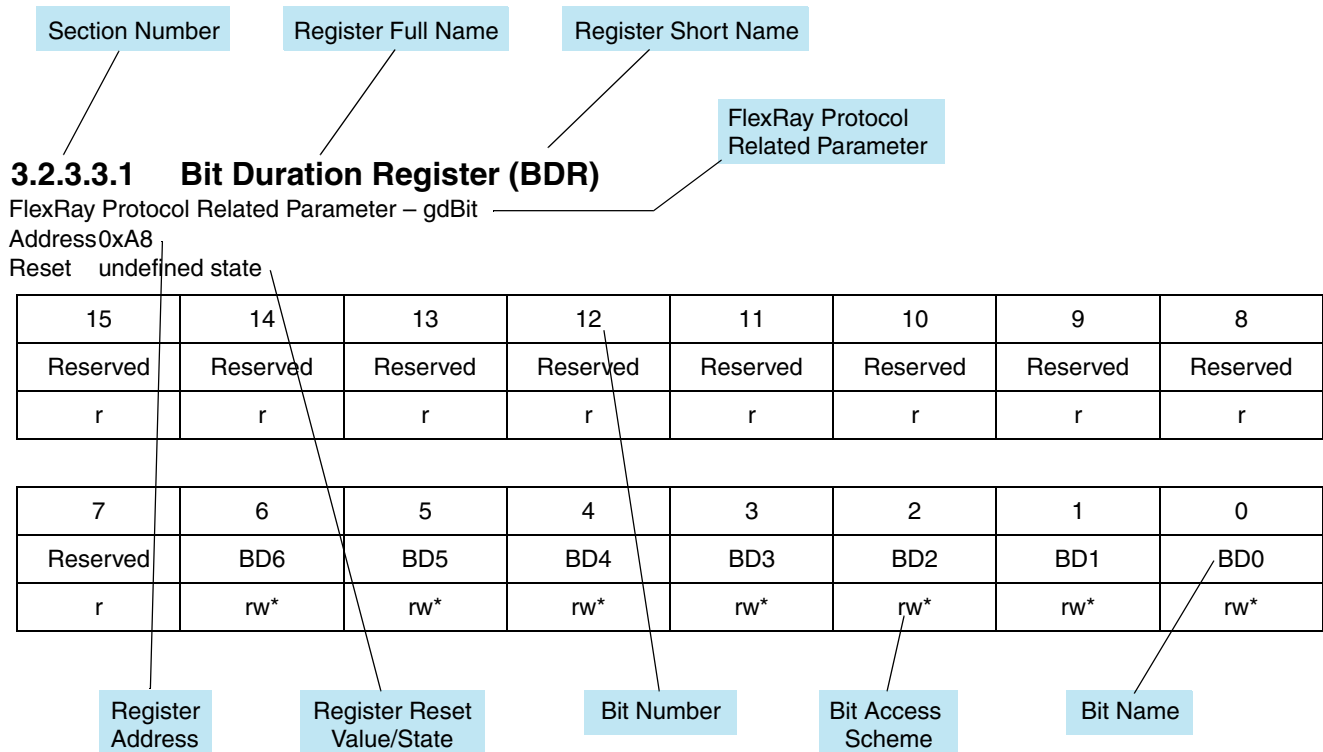 Section Number
Register Full Name
Register Short Name
FlexRay Protocol
Related Parameter
3.2.3.3.1 Bit Duration Register (BDR)
FlexRay Protocol Related Parameter – gdBit
Address0xA8
Reset undefined state
15 14 13 12 11 10 9 8
Reserved Reserved Reserved Reserved Reserved Reserved Reserved Reserved
r r r r r r r r
7 6 5 4 3 2 1 0
Reserved BD6 BD5 BD4 BD3 BD2 BD1 BD0
r rw* rw* rw* rw* rw* rw* rw*
Register
Address
Register Reset
Value/State
Bit Number
Bit Access
Scheme
Bit Name